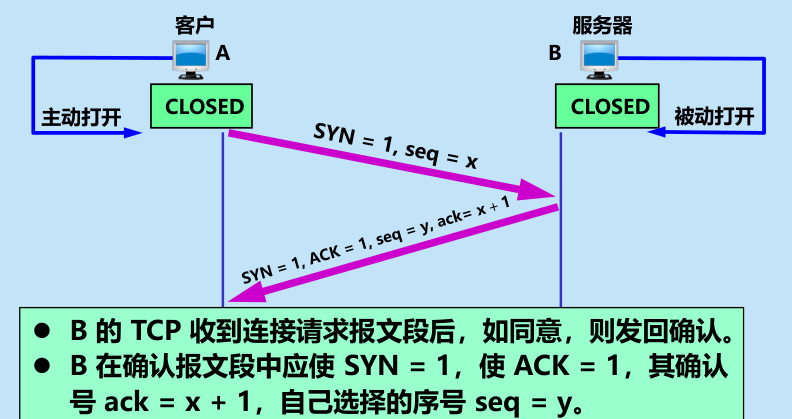 客户
服务器
A
B
CLOSED
CLOSED
主动打开
被动打开
SYN = 1, seq = x
SYN = 1, ACK = 1, seq = y, ack= x + 1
● B 的 TCP 收到连接请求报文段后，如同意，则发回确认。
● B 在确认报文段中应使 SYN = 1，使 ACK = 1，其确认
号 ack = x + 1，自己选择的序号 seq = y。